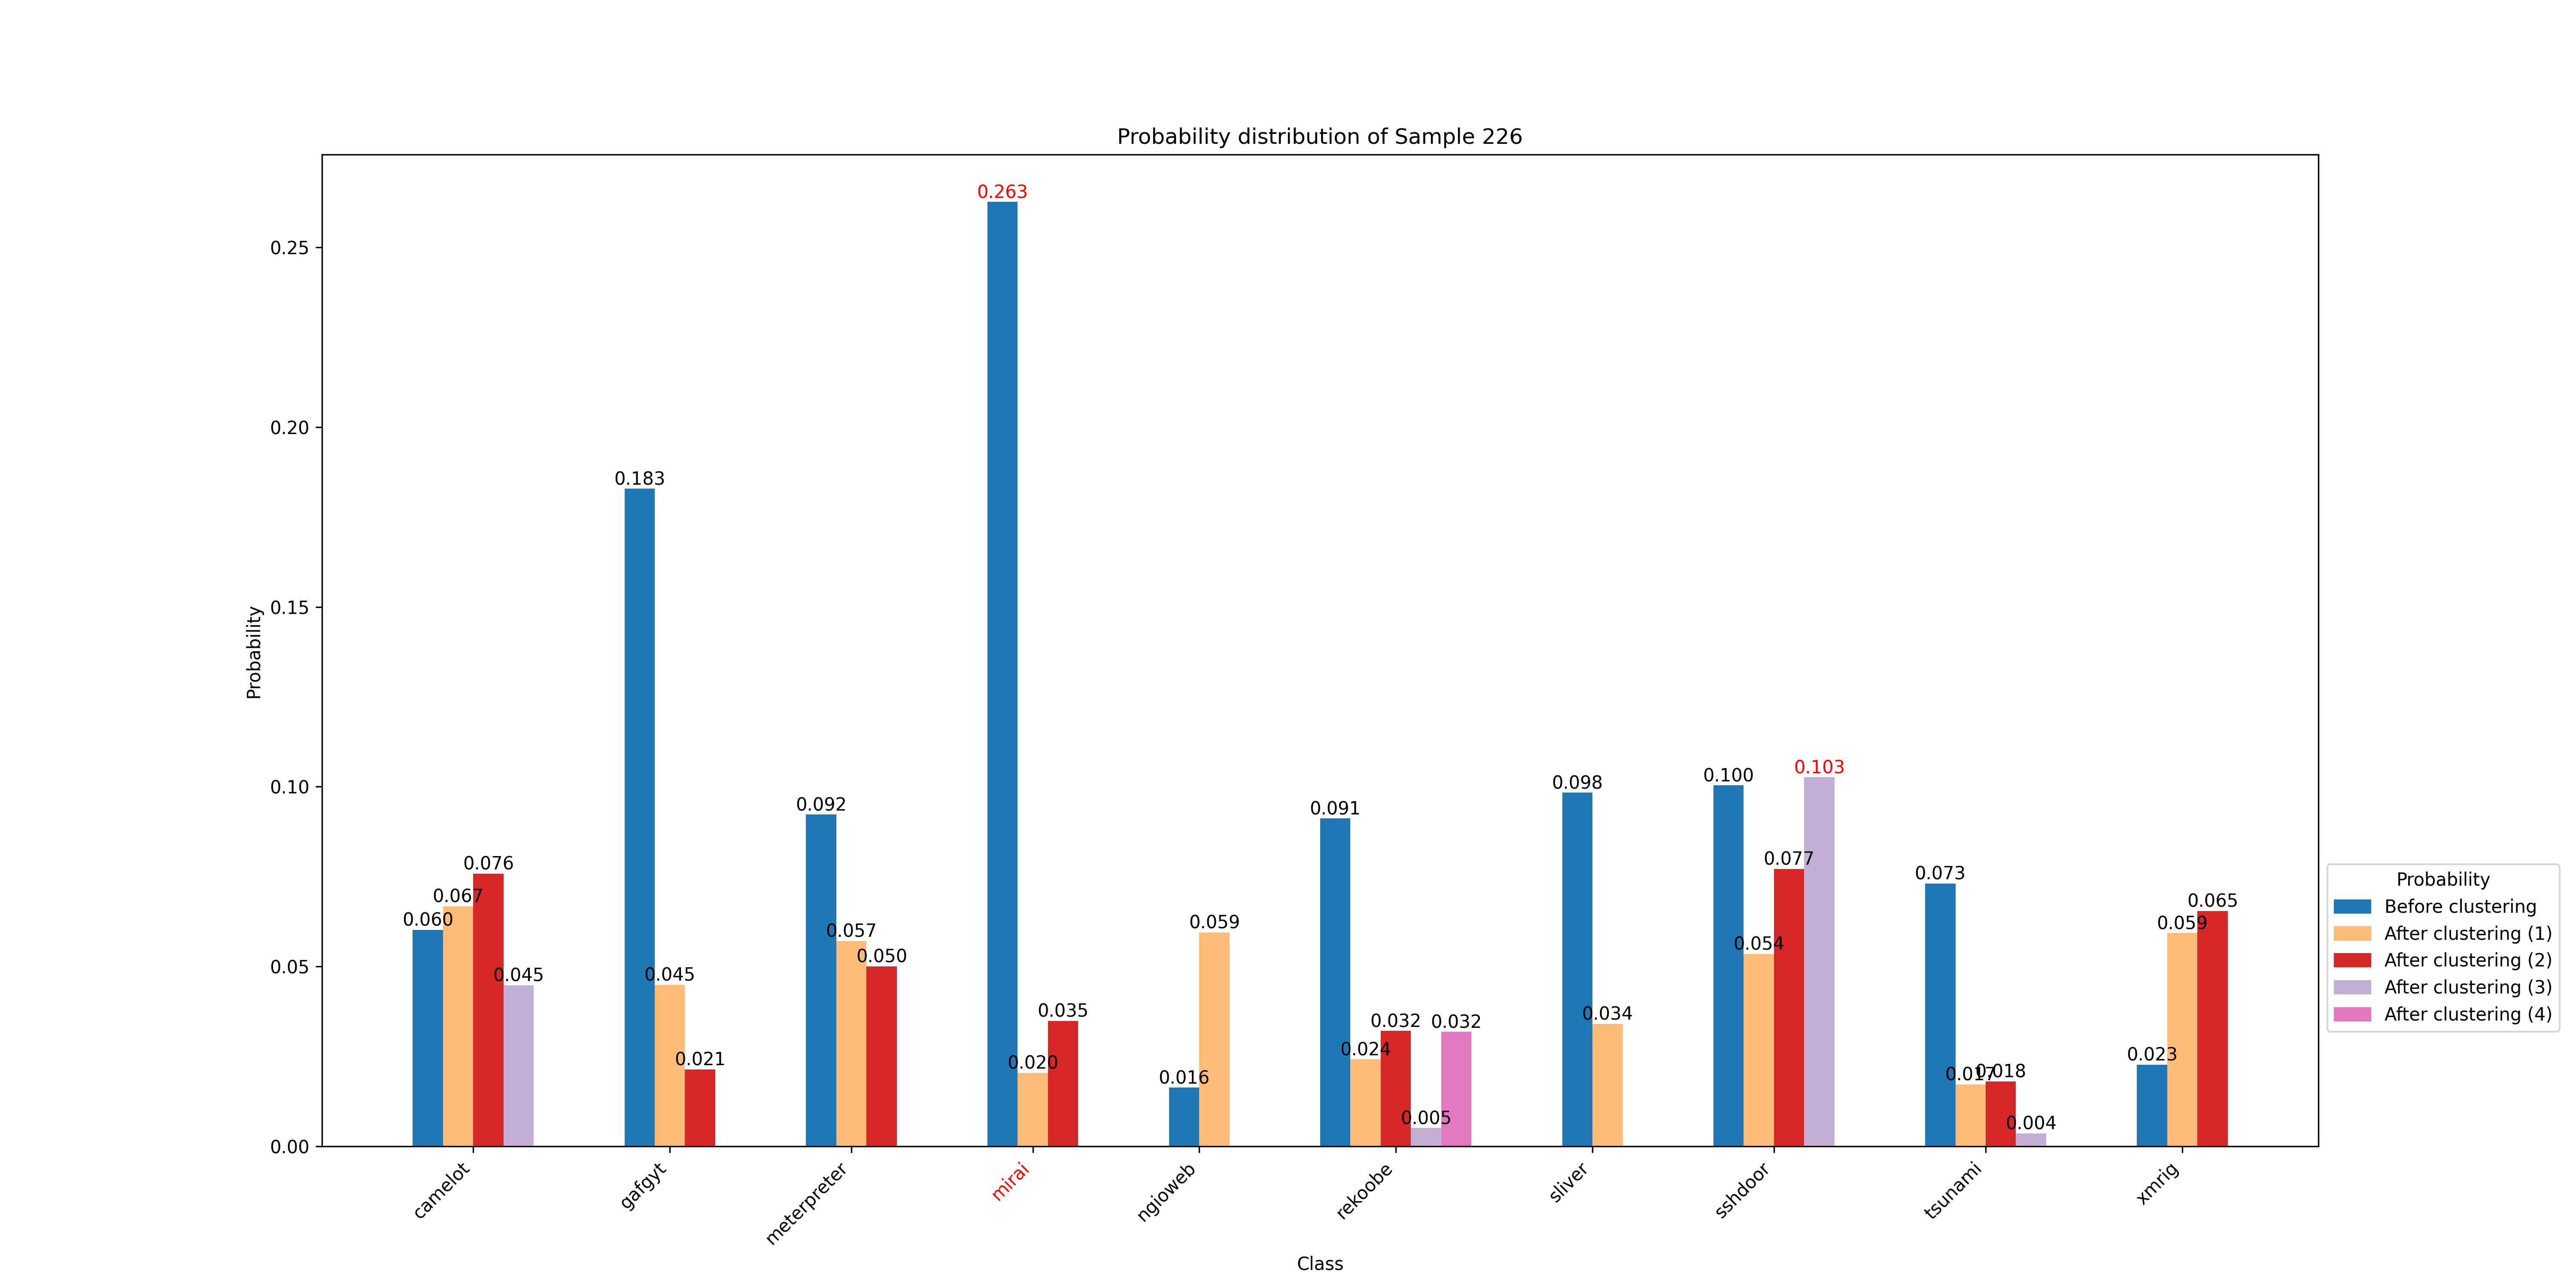 Probability distribution of Sample 226
Probability
0.25
0.20
0.15
0.10
0.05
0.00
0.060
0.067
0.076
0.045
0.183
0.045
0.021
0.092
0.057
0.050
0.263
0.020
0.035
0.016
0.059
0.091
0.024
0.032
0.005
0.032
0.098
0.034
0.100
0.054
0.077
0.103
0.073
0.017
0.018
0.004
0.023
0.059
0.065
camelot
gafgyt
meterpreter
mirai
ngioweb
rekoobe
sliver
sshdoor
tsunami
xmrig
Class
Probability
Before clustering
After clustering (1)
After clustering (2)
After clustering (3)
After clustering (4)